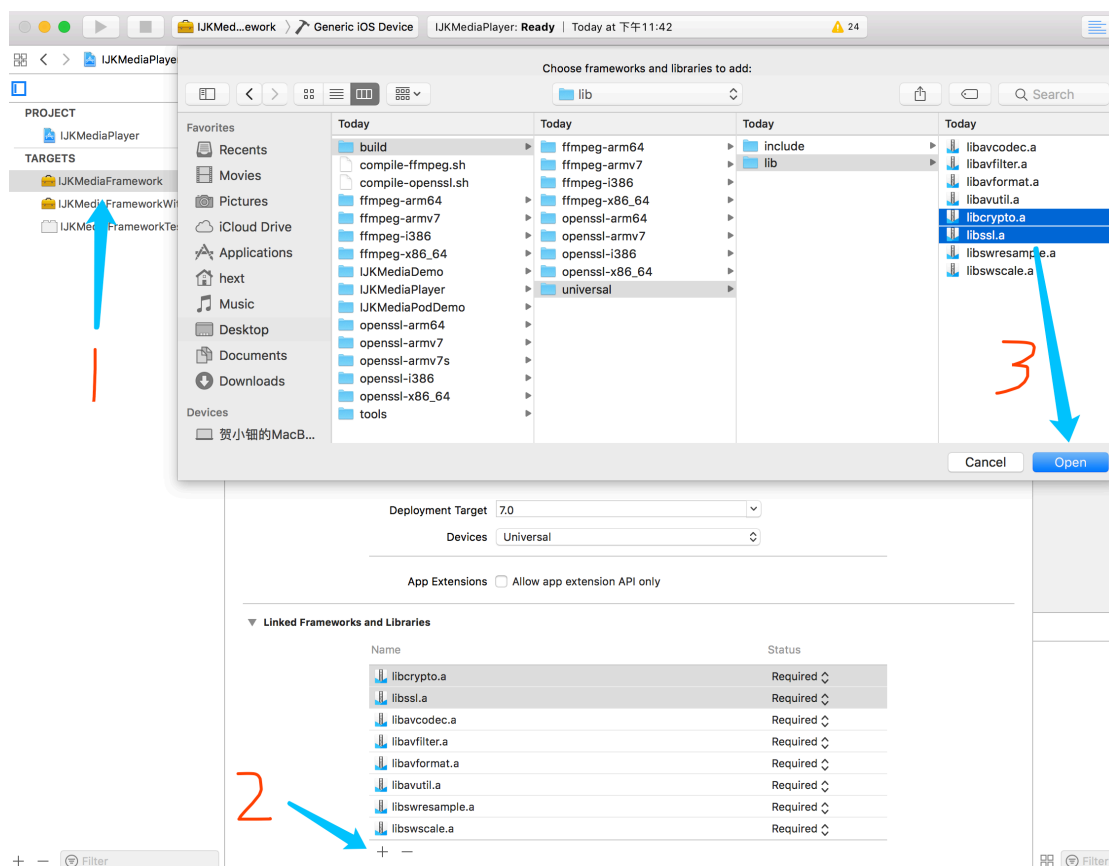 IJKMed...ework 〉 Generic iOS Device
IJKMediaPlayer: Ready | Today at 下午11:42
24
IJKMediaPlaye
Choose frameworks and libraries to add:
lib
Search
PROJECT
IJKMediaPlayer
TARGETS
IJKMediaFramework
IJKMediaFrameworkWi
IJKMediaFrameworkTe
1
Favorites
Recents
Movies
Pictures
iCloud Drive
Applications
hext
Music
Desktop
Documents
Downloads
Devices
贺小钿的MacB...
Today
build
compile-ffmpeg.sh
compile-openssl.sh
ffmpeg-arm64
ffmpeg-armv7
ffmpeg-i386
ffmpeg-x86_64
IJKMediaDemo
IJKMediaPlayer
IJKMediaPodDemo
openssl-arm64
openssl-armv7
openssl-armv7s
openssl-i386
openssl-x86_64
tools
Today
ffmpeg-arm64
ffmpeg-armv7
ffmpeg-i386
ffmpeg-x86_64
openssl-arm64
openssl-armv7
openssl-i386
openssl-x86_64
universal
Today
include
lib
Today
libavcodec.a
libavfilter.a
libavformat.a
libavutil.a
libcrypto.a
libssl.a
libswresample.a
libswscale.a
3
Cancel
Open
Deployment Target 7.0
Devices Universal
App Extensions Allow app extension API only
Linked Frameworks and Libraries
Name Status
libcrypto.a Required
libssl.a Required
libavcodec.a Required
libavfilter.a Required
libavformat.a Required
libavutil.a Required
libswresample.a Required
libswscale.a Required
2
+ −
+ − Filter
Filter